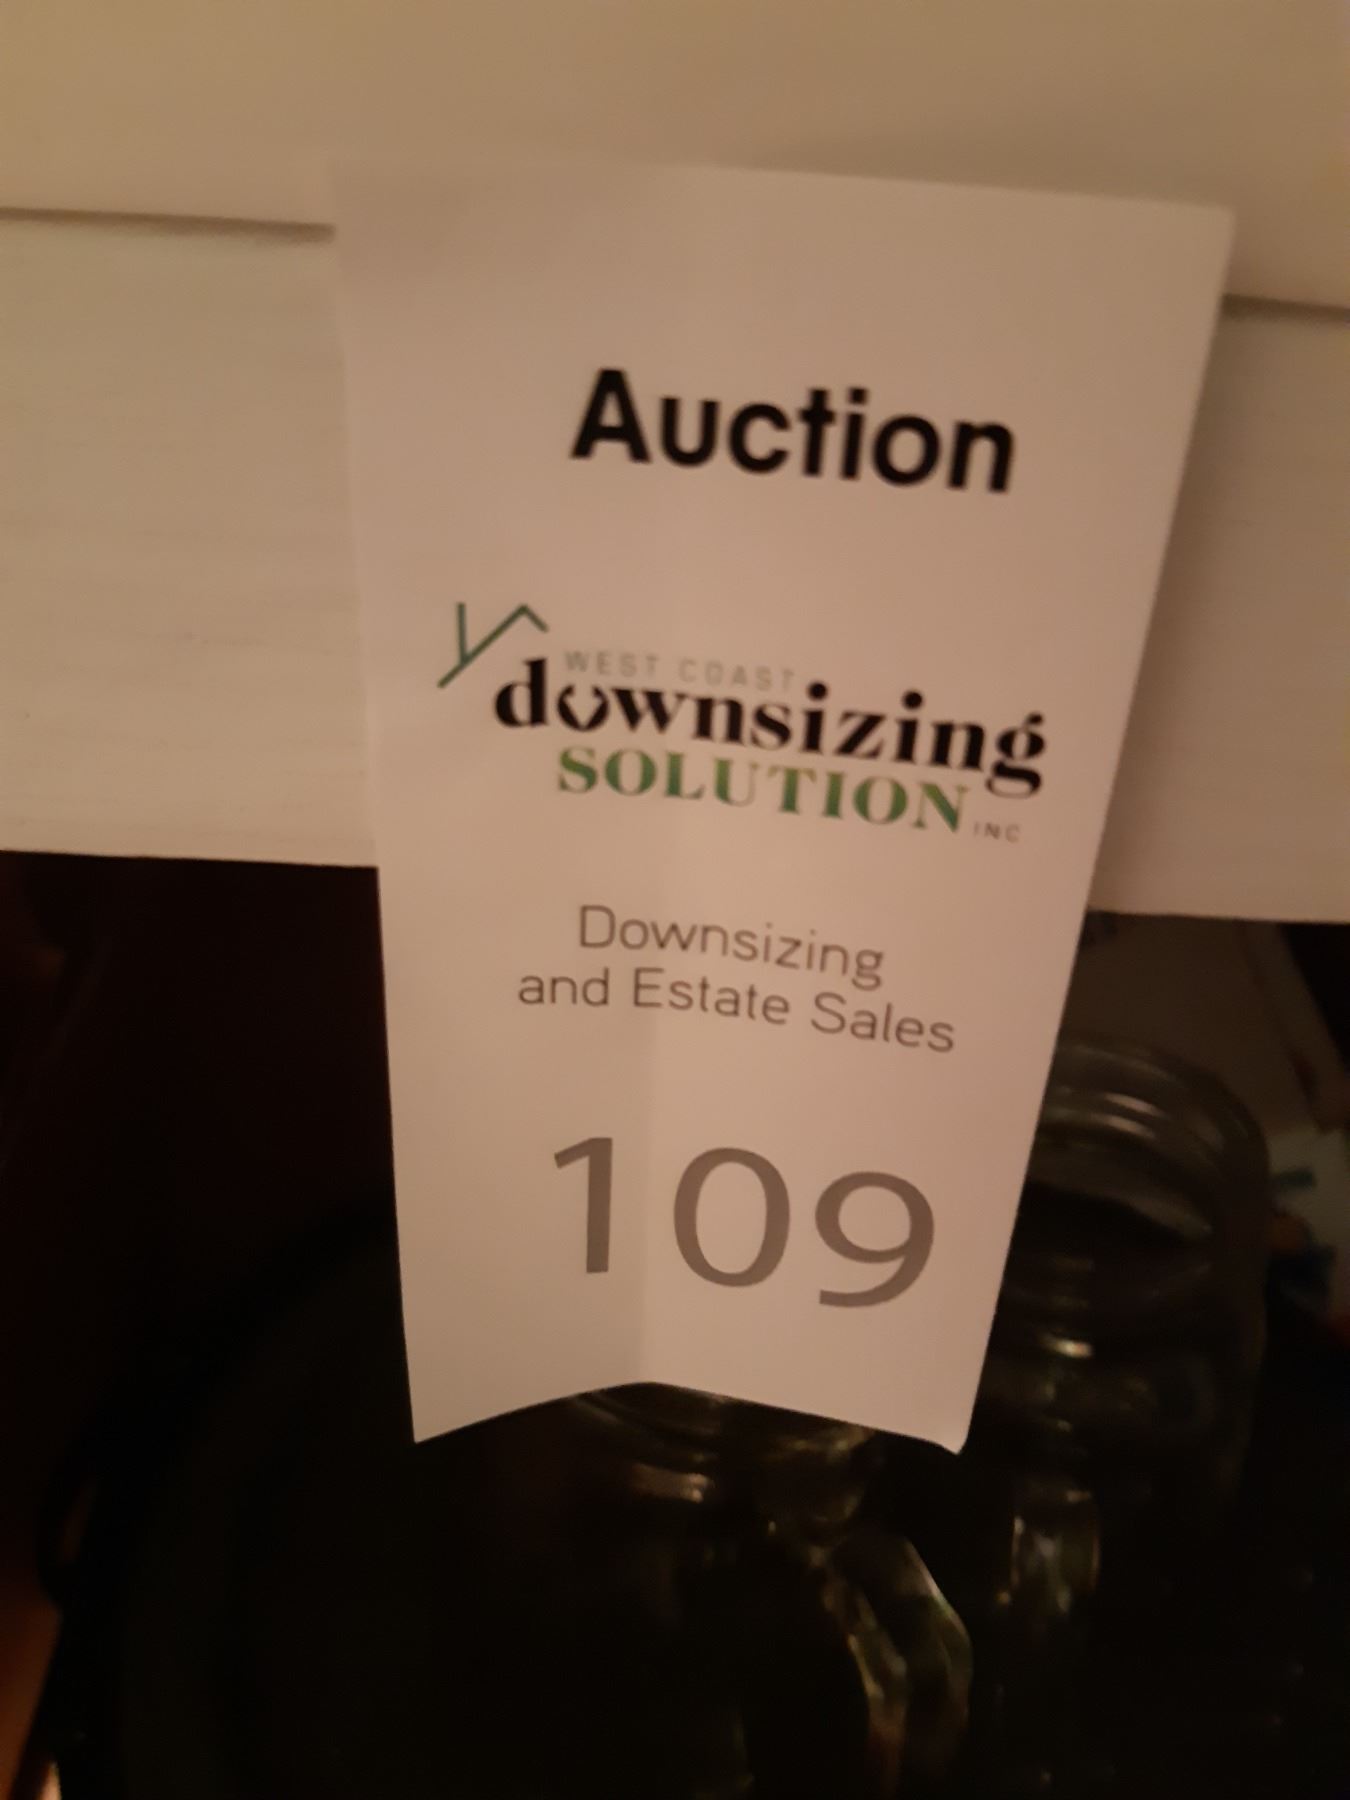 Auction
WEST COAST
downsizing
SOLUTION INC
Downsizing
and Estate Sales
109